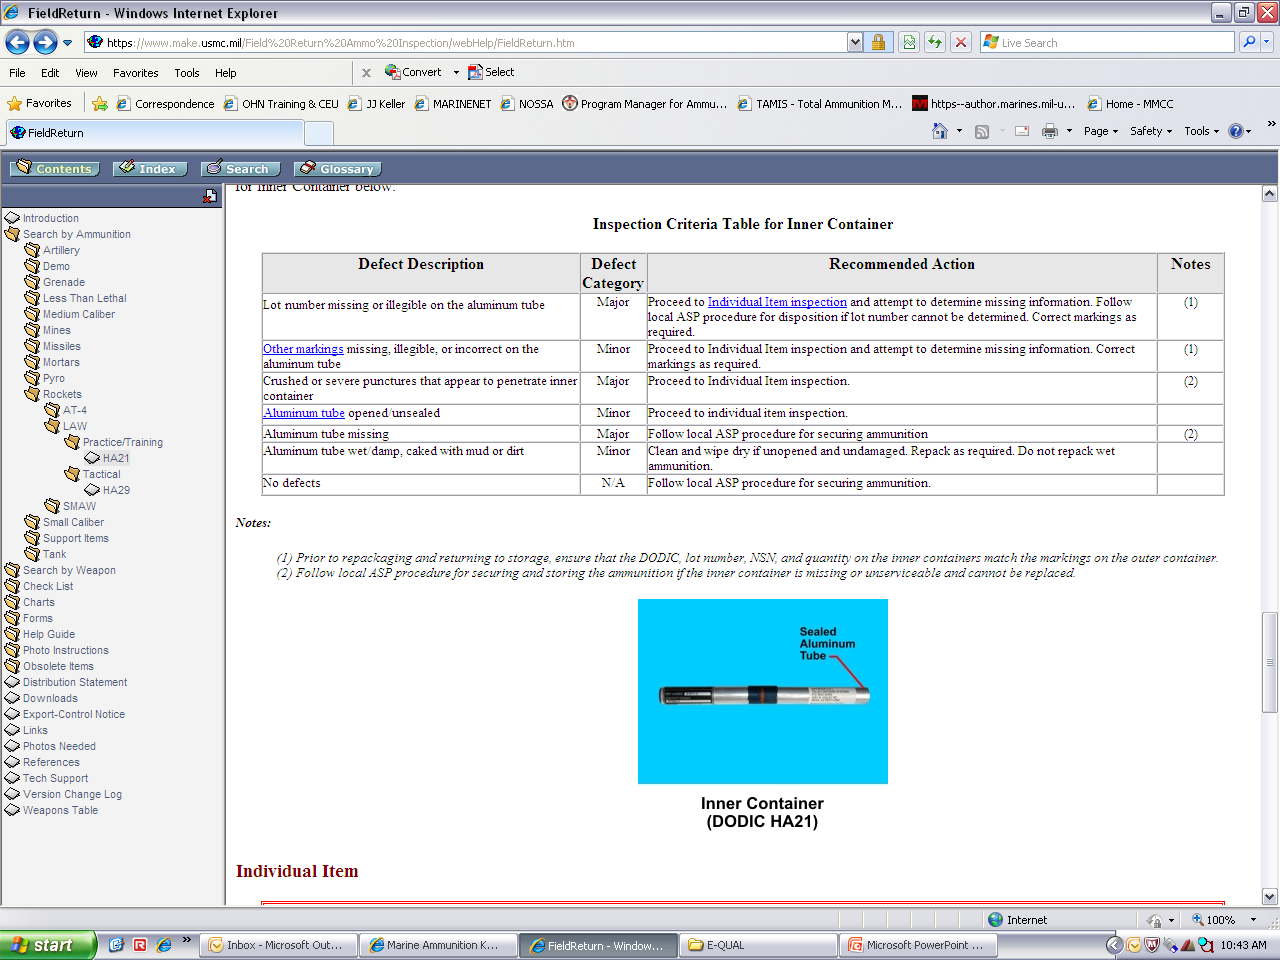 FieldReturn - Windows Internet Explorer
https://www.make.usmc.mil/Field%20Return%20Ammo%20Inspection/webHelp/FieldReturn.htm
Live Search
File Edit View Favorites Tools Help
x Convert Select
Favorites Correspondence OHN Training & CEU JJ Keller MARINENET NOSSA Program Manager for Ammu... TAMIS - Total Ammunition M... https--author.marines.mil-u... Home - MMCC
FieldReturn
Page Safety Tools
Contents Index Search Glossary
Introduction
Search by Ammunition
Artillery
Demo
Grenade
Less Than Lethal
Medium Caliber
Mines
Missiles
Mortars
Pyro
Rockets
AT-4
LAW
Practice/Training
HA21
Tactical
HA29
SMAW
Small Caliber
Support Items
Tank
Search by Weapon
Check List
Charts
Forms
Help Guide
Photo Instructions
Obsolete Items
Distribution Statement
Downloads
Export-Control Notice
Links
Photos Needed
References
Tech Support
Version Change Log
Weapons Table
for Inner Container below.
Inspection Criteria Table for Inner Container
Defect Description
Defect
Category
Recommended Action
Notes
Lot number missing or illegible on the aluminum tube
Major
Proceed to Individual Item inspection and attempt to determine missing information. Follow
local ASP procedure for disposition if lot number cannot be determined. Correct markings as
required.
(1)
Other markings missing, illegible, or incorrect on the
aluminum tube
Minor
Proceed to Individual Item inspection and attempt to determine missing information. Correct
markings as required.
(1)
Crushed or severe punctures that appear to penetrate inner
container
Major
Proceed to Individual Item inspection.
(2)
Aluminum tube opened/unsealed
Minor
Proceed to individual item inspection.
Aluminum tube missing
Major
Follow local ASP procedure for securing ammunition
(2)
Aluminum tube wet/damp, caked with mud or dirt
Minor
Clean and wipe dry if unopened and undamaged. Repack as required. Do not repack wet
ammunition.
No defects
N/A
Follow local ASP procedure for securing ammunition.
Notes:
(1) Prior to repackaging and returning to storage, ensure that the DODIC, lot number, NSN, and quantity on the inner containers match the markings on the outer container.
(2) Follow local ASP procedure for securing and storing the ammunition if the inner container is missing or unserviceable and cannot be replaced.
Sealed
Aluminum
Tube
Inner Container
(DODIC HA21)
Individual Item
Internet
100%
start
Inbox - Microsoft Out...
Marine Ammunition K...
FieldReturn - Window...
E-QUAL
Microsoft PowerPoint ...
10:43 AM